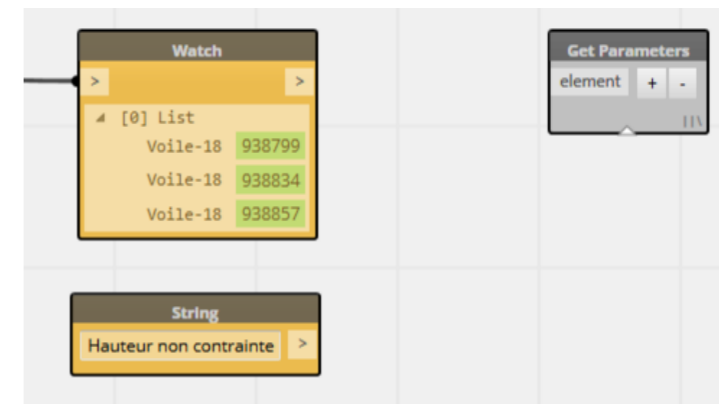 Watch
> >
[0] List
Voile-18 938799
Voile-18 938834
Voile-18 938857
String
Hauteur non contrainte >
Get Parameters
element + -